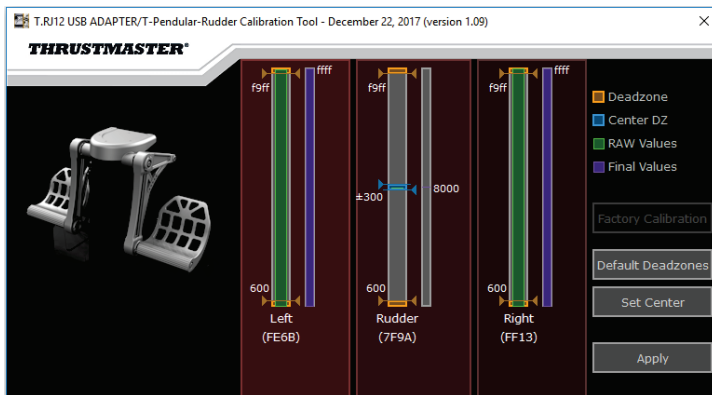 T.RJ12 USB ADAPTER/T-Pendular-Rudder Calibration Tool - December 22, 2017 (version 1.09)
THRUSTMASTER®
ffff
f9ff
600
Left
(FE6B)
f9ff
±300
8000
600
Rudder
(7F9A)
ffff
f9ff
600
Right
(FF13)
Deadzone
Center DZ
RAW Values
Final Values
Factory Calibration
Default Deadzones
Set Center
Apply